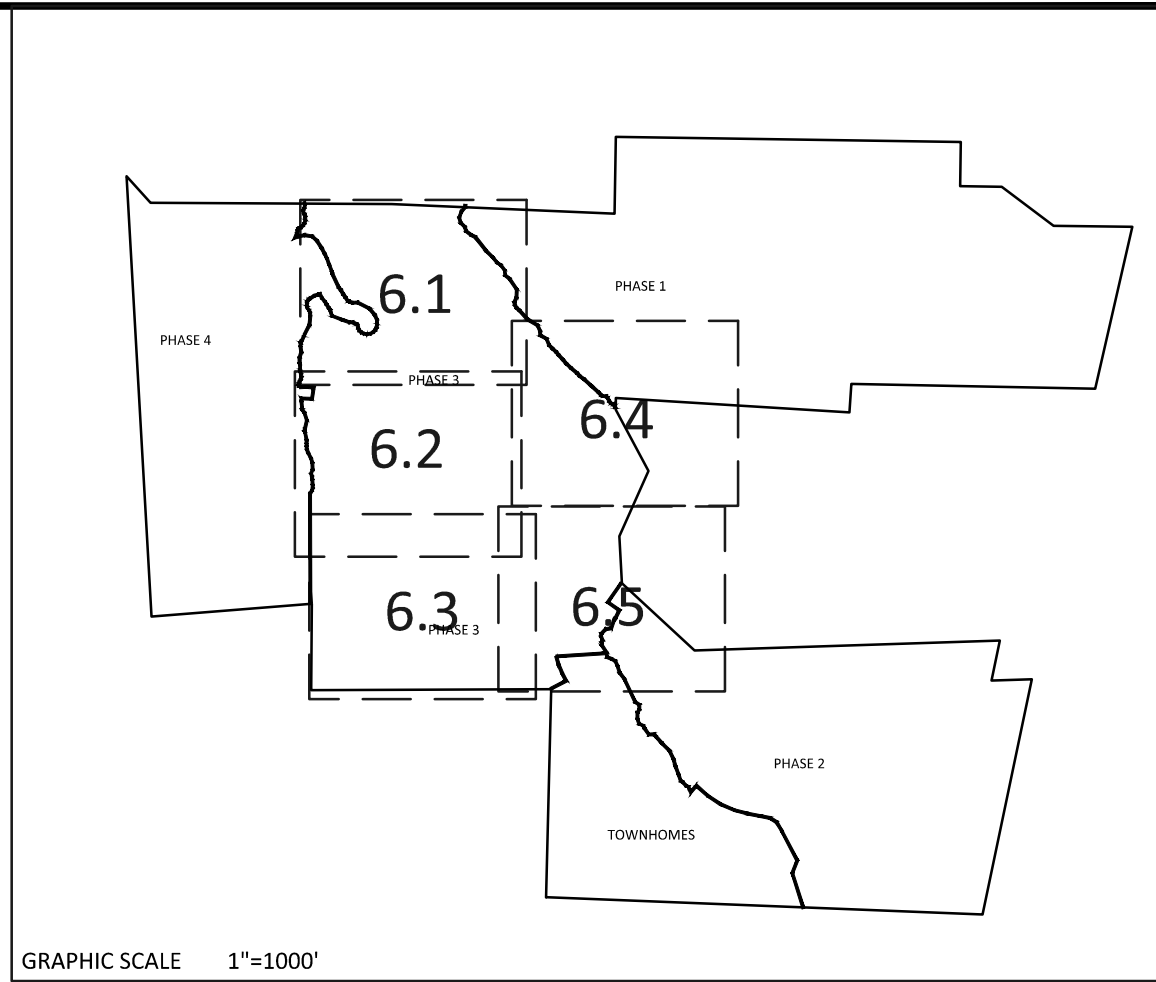 PHASE 1
6.1
PHASE 4
PHASE 3
6.4
6.2
6.5
6.3
PHASE 3
PHASE 2
TOWNHOMES
GRAPHIC SCALE 1"=1000'